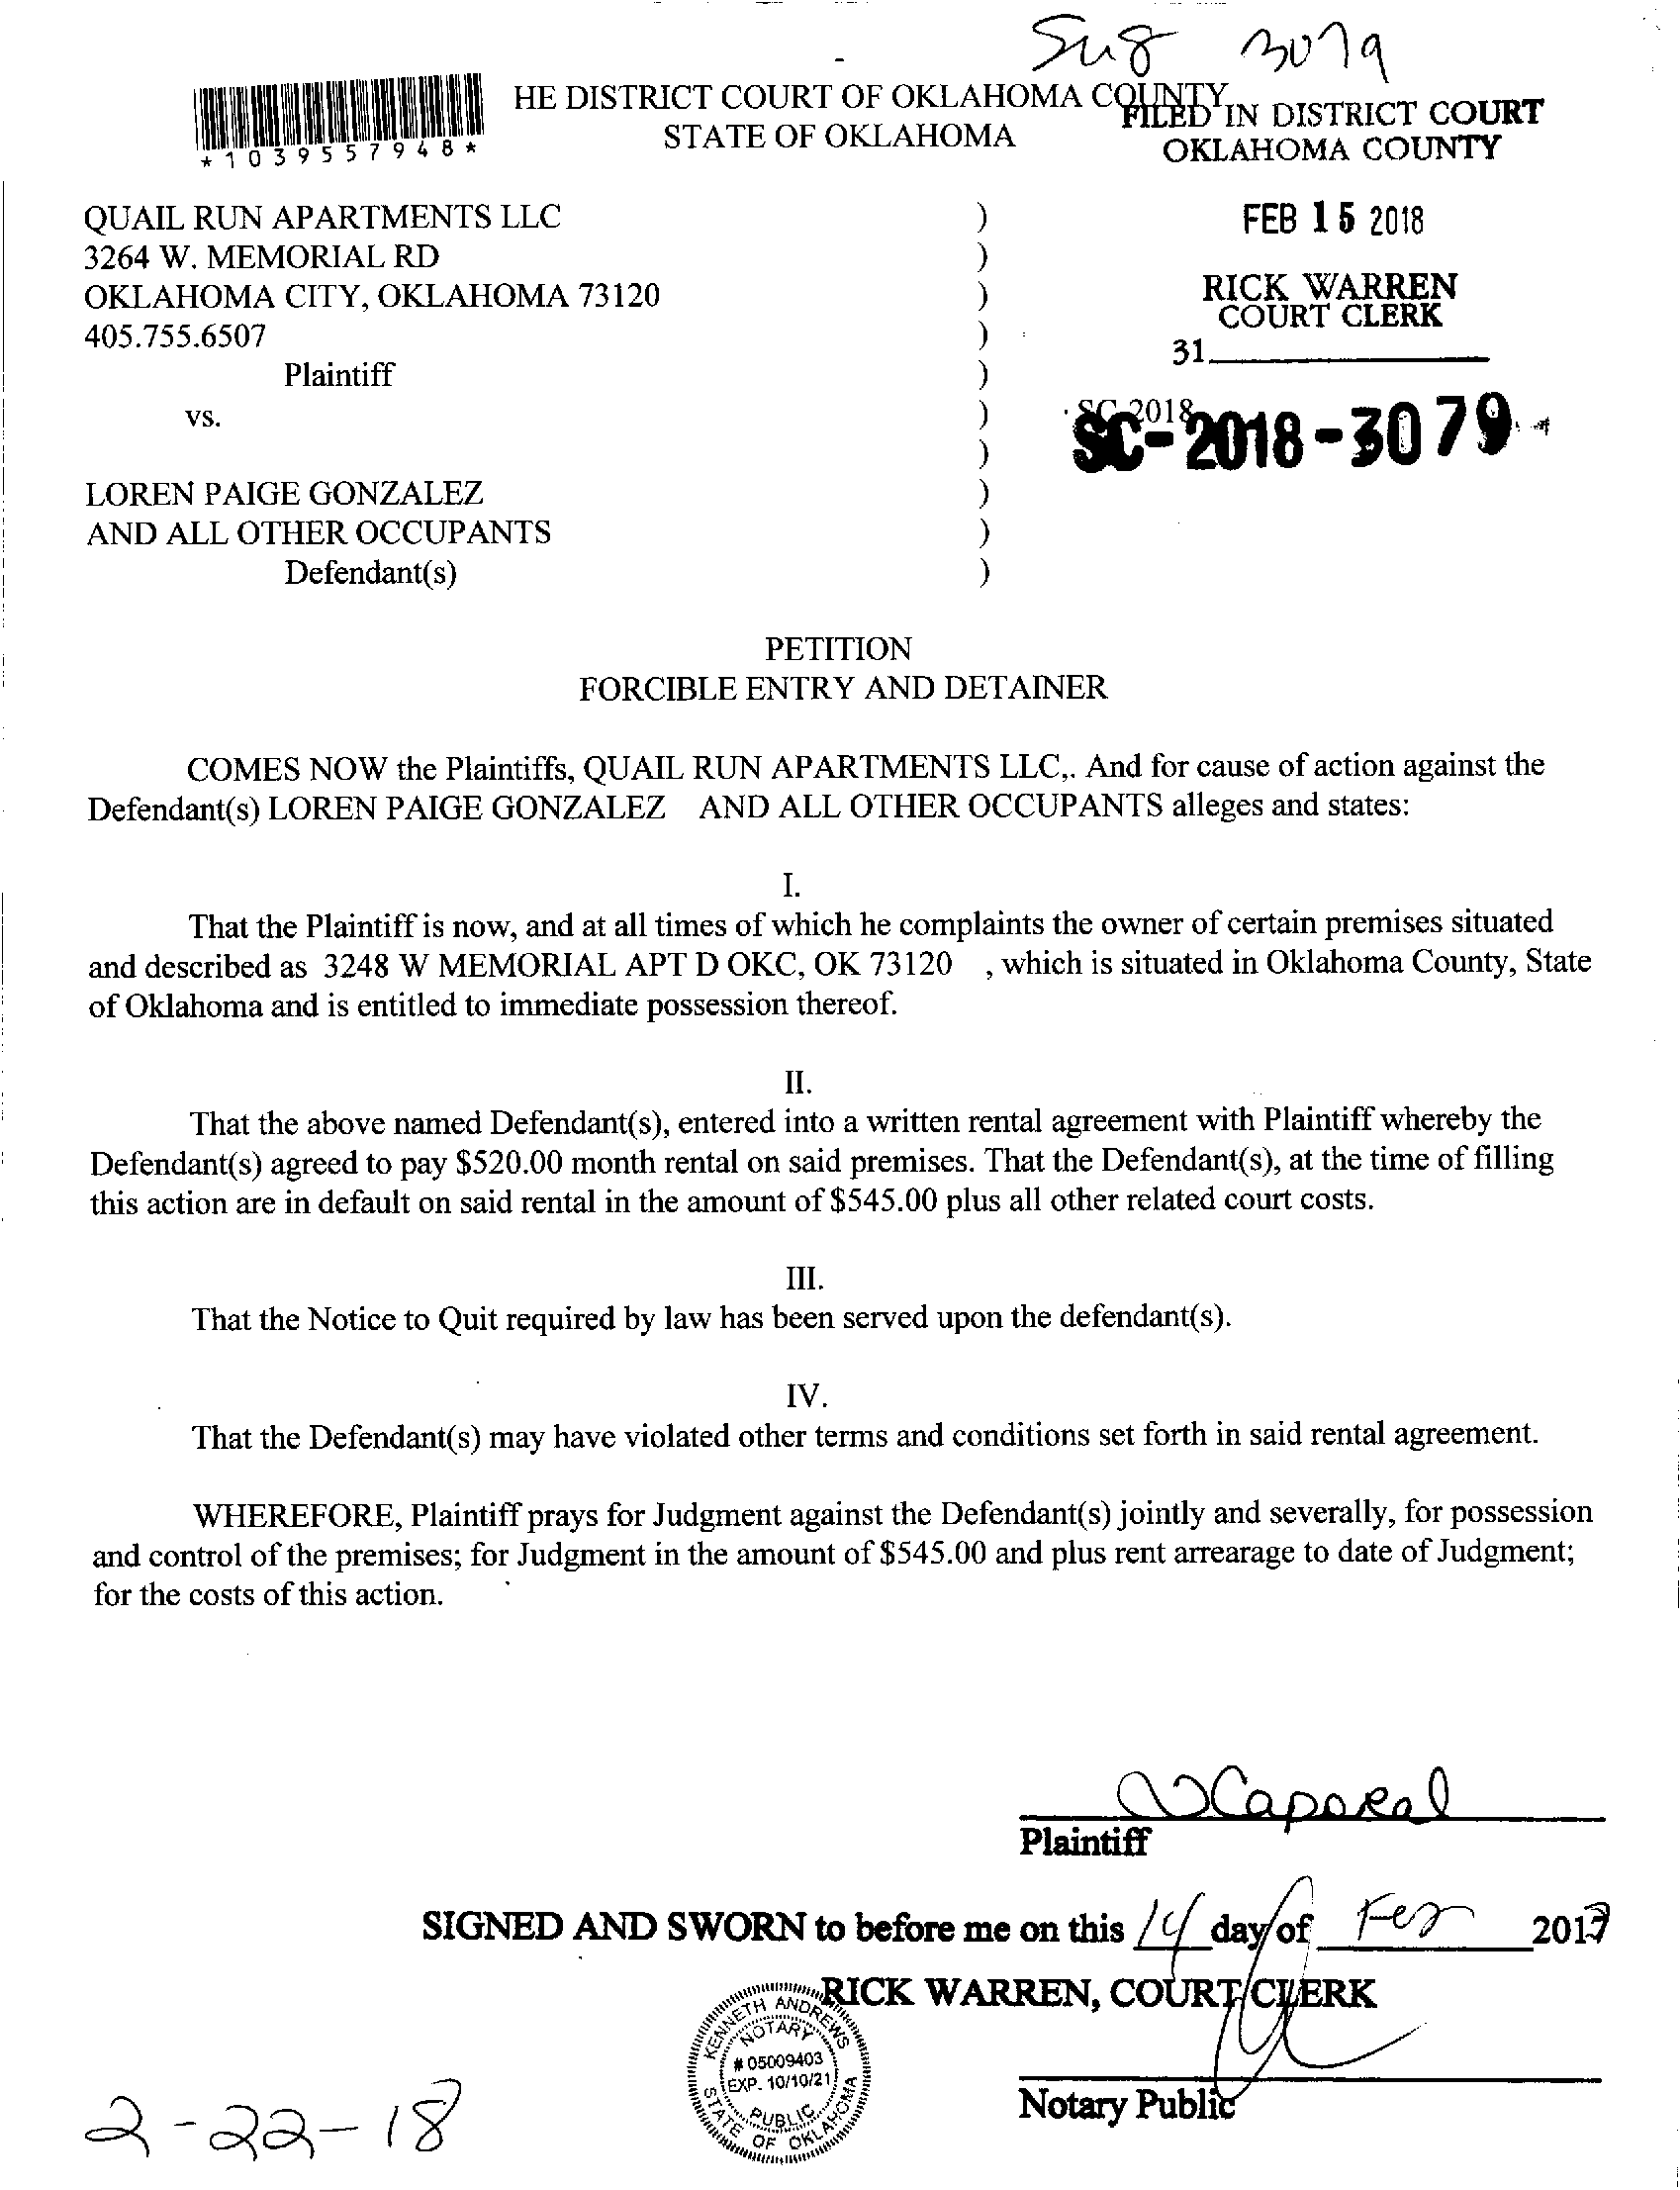 3079
HE DISTRICT COURT OF OKLAHOMA COUNTY
STATE OF OKLAHOMA
FILED IN DISTRICT COURT
OKLAHOMA COUNTY
*1039557948*
QUAIL RUN APARTMENTS LLC )
3264 W. MEMORIAL RD )
OKLAHOMA CITY, OKLAHOMA 73120 )
405.755.6507 )
Plaintiff )
vs. )
)
LOREN PAIGE GONZALEZ )
AND ALL OTHER OCCUPANTS )
Defendant(s) )
FEB 15 2018
RICK WARREN
COURT CLERK
31
SC-2018
SC-2018-3079
PETITION
FORCIBLE ENTRY AND DETAINER
COMES NOW the Plaintiffs, QUAIL RUN APARTMENTS LLC,. And for cause of action against the
Defendant(s) LOREN PAIGE GONZALEZ AND ALL OTHER OCCUPANTS alleges and states:
I.
That the Plaintiff is now, and at all times of which he complaints the owner of certain premises situated
and described as 3248 W MEMORIAL APT D OKC, OK 73120 , which is situated in Oklahoma County, State
of Oklahoma and is entitled to immediate possession thereof.
II.
That the above named Defendant(s), entered into a written rental agreement with Plaintiff whereby the
Defendant(s) agreed to pay $520.00 month rental on said premises. That the Defendant(s), at the time of filling
this action are in default on said rental in the amount of $545.00 plus all other related court costs.
III.
That the Notice to Quit required by law has been served upon the defendant(s).
IV.
That the Defendant(s) may have violated other terms and conditions set forth in said rental agreement.
WHEREFORE, Plaintiff prays for Judgment against the Defendant(s) jointly and severally, for possession
and control of the premises; for Judgment in the amount of $545.00 and plus rent arrearage to date of Judgment;
for the costs of this action.
Caporal
Plaintiff
SIGNED AND SWORN to before me on this 14 day of Feb 2017
RICK WARREN, COURT CLERK
KENNETH ANDREWS
NOTARY
# 05009403
EXP. 10/10/21
PUBLIC
STATE OF OKLAHOMA
Notary Public
2-22-18